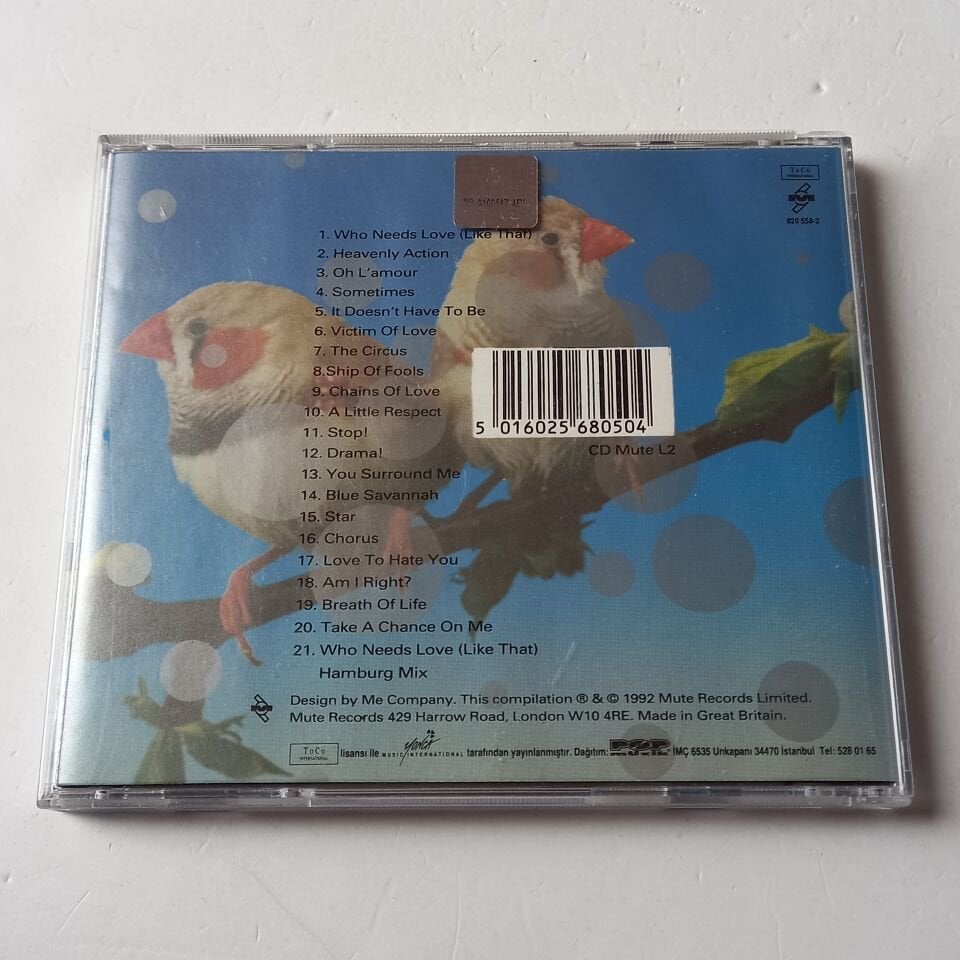 ToCo
INTERNATIONAL
820 558-2
1. Who Needs Love (Like That)
2. Heavenly Action
3. Oh L'amour
4. Sometimes
5. It Doesn't Have To Be
6. Victim Of Love
7. The Circus
8.Ship Of Fools
9. Chains Of Love
10. A Little Respect
11. Stop!
12. Drama!
13. You Surround Me
14. Blue Savannah
15. Star
16. Chorus
17. Love To Hate You
18. Am I Right?
19. Breath Of Life
20. Take A Chance On Me
21. Who Needs Love (Like That)
Hamburg Mix
5 016025 680504
CD Mute L2
Design by Me Company. This compilation ® & © 1992 Mute Records Limited.
Mute Records 429 Harrow Road, London W10 4RE. Made in Great Britain.
ToCo INTERNATIONAL lisansı ile Yonca MUSIC INTERNATIONAL tarafından yayınlanmıştır. Dağıtım: İMÇ 6535 Unkapanı 34470 İstanbul Tel: 528 01 65